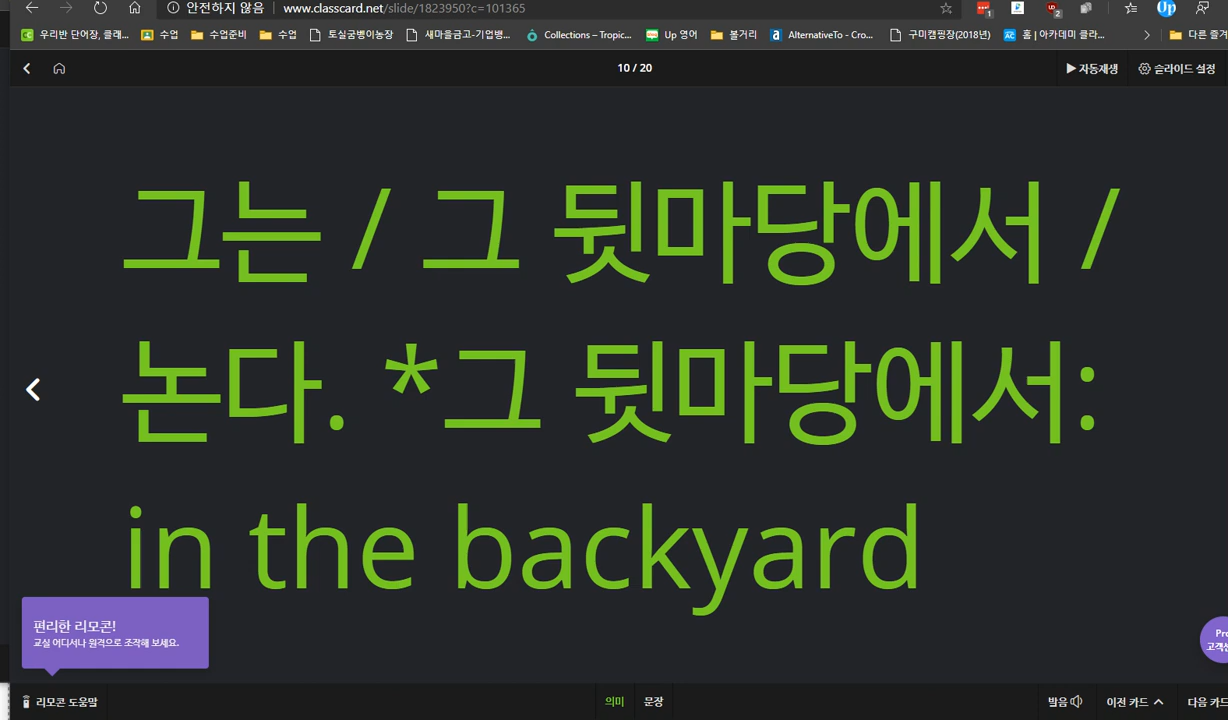 안전하지 않음 www.classcard.net/slide/1823950?c=101365
우리반 단어장, 클래... 수업 수업준비 수업 토실굼벵이농장 새마을금고-기업뱅... Collections – Tropic... Up 영어 볼거리 AlternativeTo - Cro... 구미캠핑장(2018년) 홈 | 아카데미 클라... 다른 즐겨
10 / 20 자동재생 슬라이드 설정
그는 / 그 뒷마당에서 /
논다. *그 뒷마당에서:
in the backyard
편리한 리모콘!
교실 어디서나 원격으로 조작해 보세요.
Pro
고객센
리모콘 도움말 의미 문장 발음 이전 카드 다음 카드